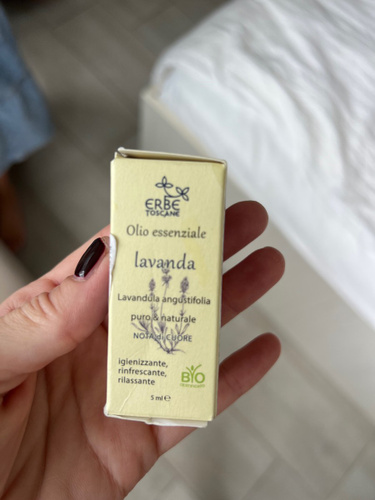 ERBE
TOSCANE
Olio essenziale
lavanda
Lavandula angustifolia
puro & naturale
NOTA di CUORE
igienizzante,
rinfrescante,
rilassante
BIO
5 ml e